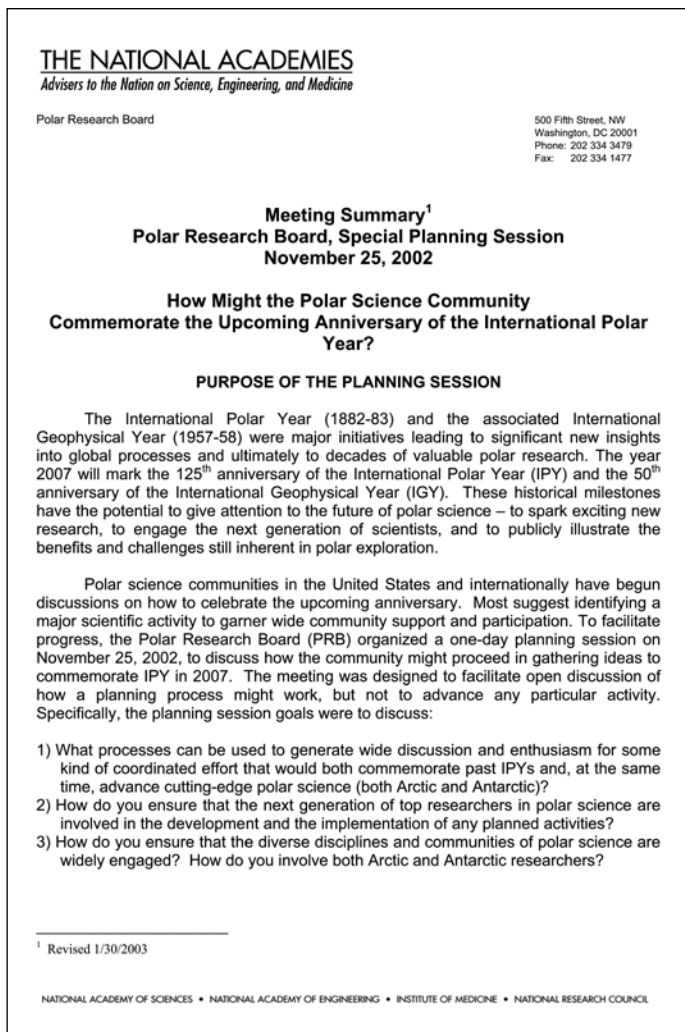 THE NATIONAL ACADEMIES
Advisers to the Nation on Science, Engineering, and Medicine
Polar Research Board
500 Fifth Street, NW
Washington, DC 20001
Phone: 202 334 3479
Fax: 202 334 1477
Meeting Summary1
Polar Research Board, Special Planning Session
November 25, 2002
How Might the Polar Science Community
Commemorate the Upcoming Anniversary of the International Polar
Year?
PURPOSE OF THE PLANNING SESSION
The International Polar Year (1882-83) and the associated International
Geophysical Year (1957-58) were major initiatives leading to significant new insights
into global processes and ultimately to decades of valuable polar research. The year
2007 will mark the 125th anniversary of the International Polar Year (IPY) and the 50th
anniversary of the International Geophysical Year (IGY). These historical milestones
have the potential to give attention to the future of polar science – to spark exciting new
research, to engage the next generation of scientists, and to publicly illustrate the
benefits and challenges still inherent in polar exploration.
Polar science communities in the United States and internationally have begun
discussions on how to celebrate the upcoming anniversary. Most suggest identifying a
major scientific activity to garner wide community support and participation. To facilitate
progress, the Polar Research Board (PRB) organized a one-day planning session on
November 25, 2002, to discuss how the community might proceed in gathering ideas to
commemorate IPY in 2007. The meeting was designed to facilitate open discussion of
how a planning process might work, but not to advance any particular activity.
Specifically, the planning session goals were to discuss:
1) What processes can be used to generate wide discussion and enthusiasm for some
kind of coordinated effort that would both commemorate past IPYs and, at the same
time, advance cutting-edge polar science (both Arctic and Antarctic)?
2) How do you ensure that the next generation of top researchers in polar science are
involved in the development and the implementation of any planned activities?
3) How do you ensure that the diverse disciplines and communities of polar science are
widely engaged? How do you involve both Arctic and Antarctic researchers?
1 Revised 1/30/2003
NATIONAL ACADEMY OF SCIENCES • NATIONAL ACADEMY OF ENGINEERING • INSTITUTE OF MEDICINE • NATIONAL RESEARCH COUNCIL